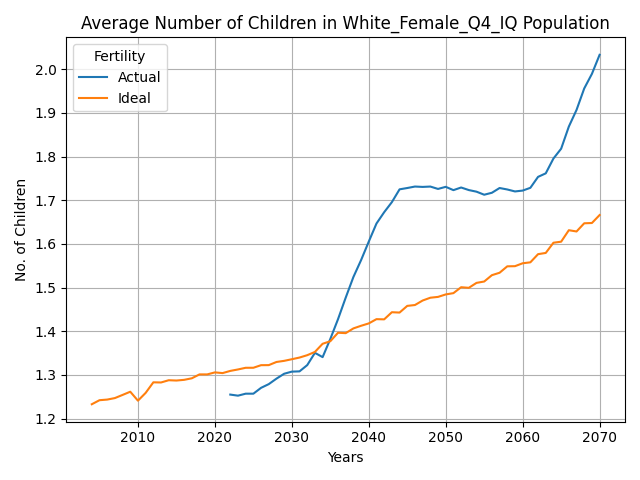 Average Number of Children in White_Female_Q4_IQ Population
Fertility
Actual
Ideal
No. of Children
2.0
1.9
1.8
1.7
1.6
1.5
1.4
1.3
1.2
2010 2020 2030 2040 2050 2060 2070
Years